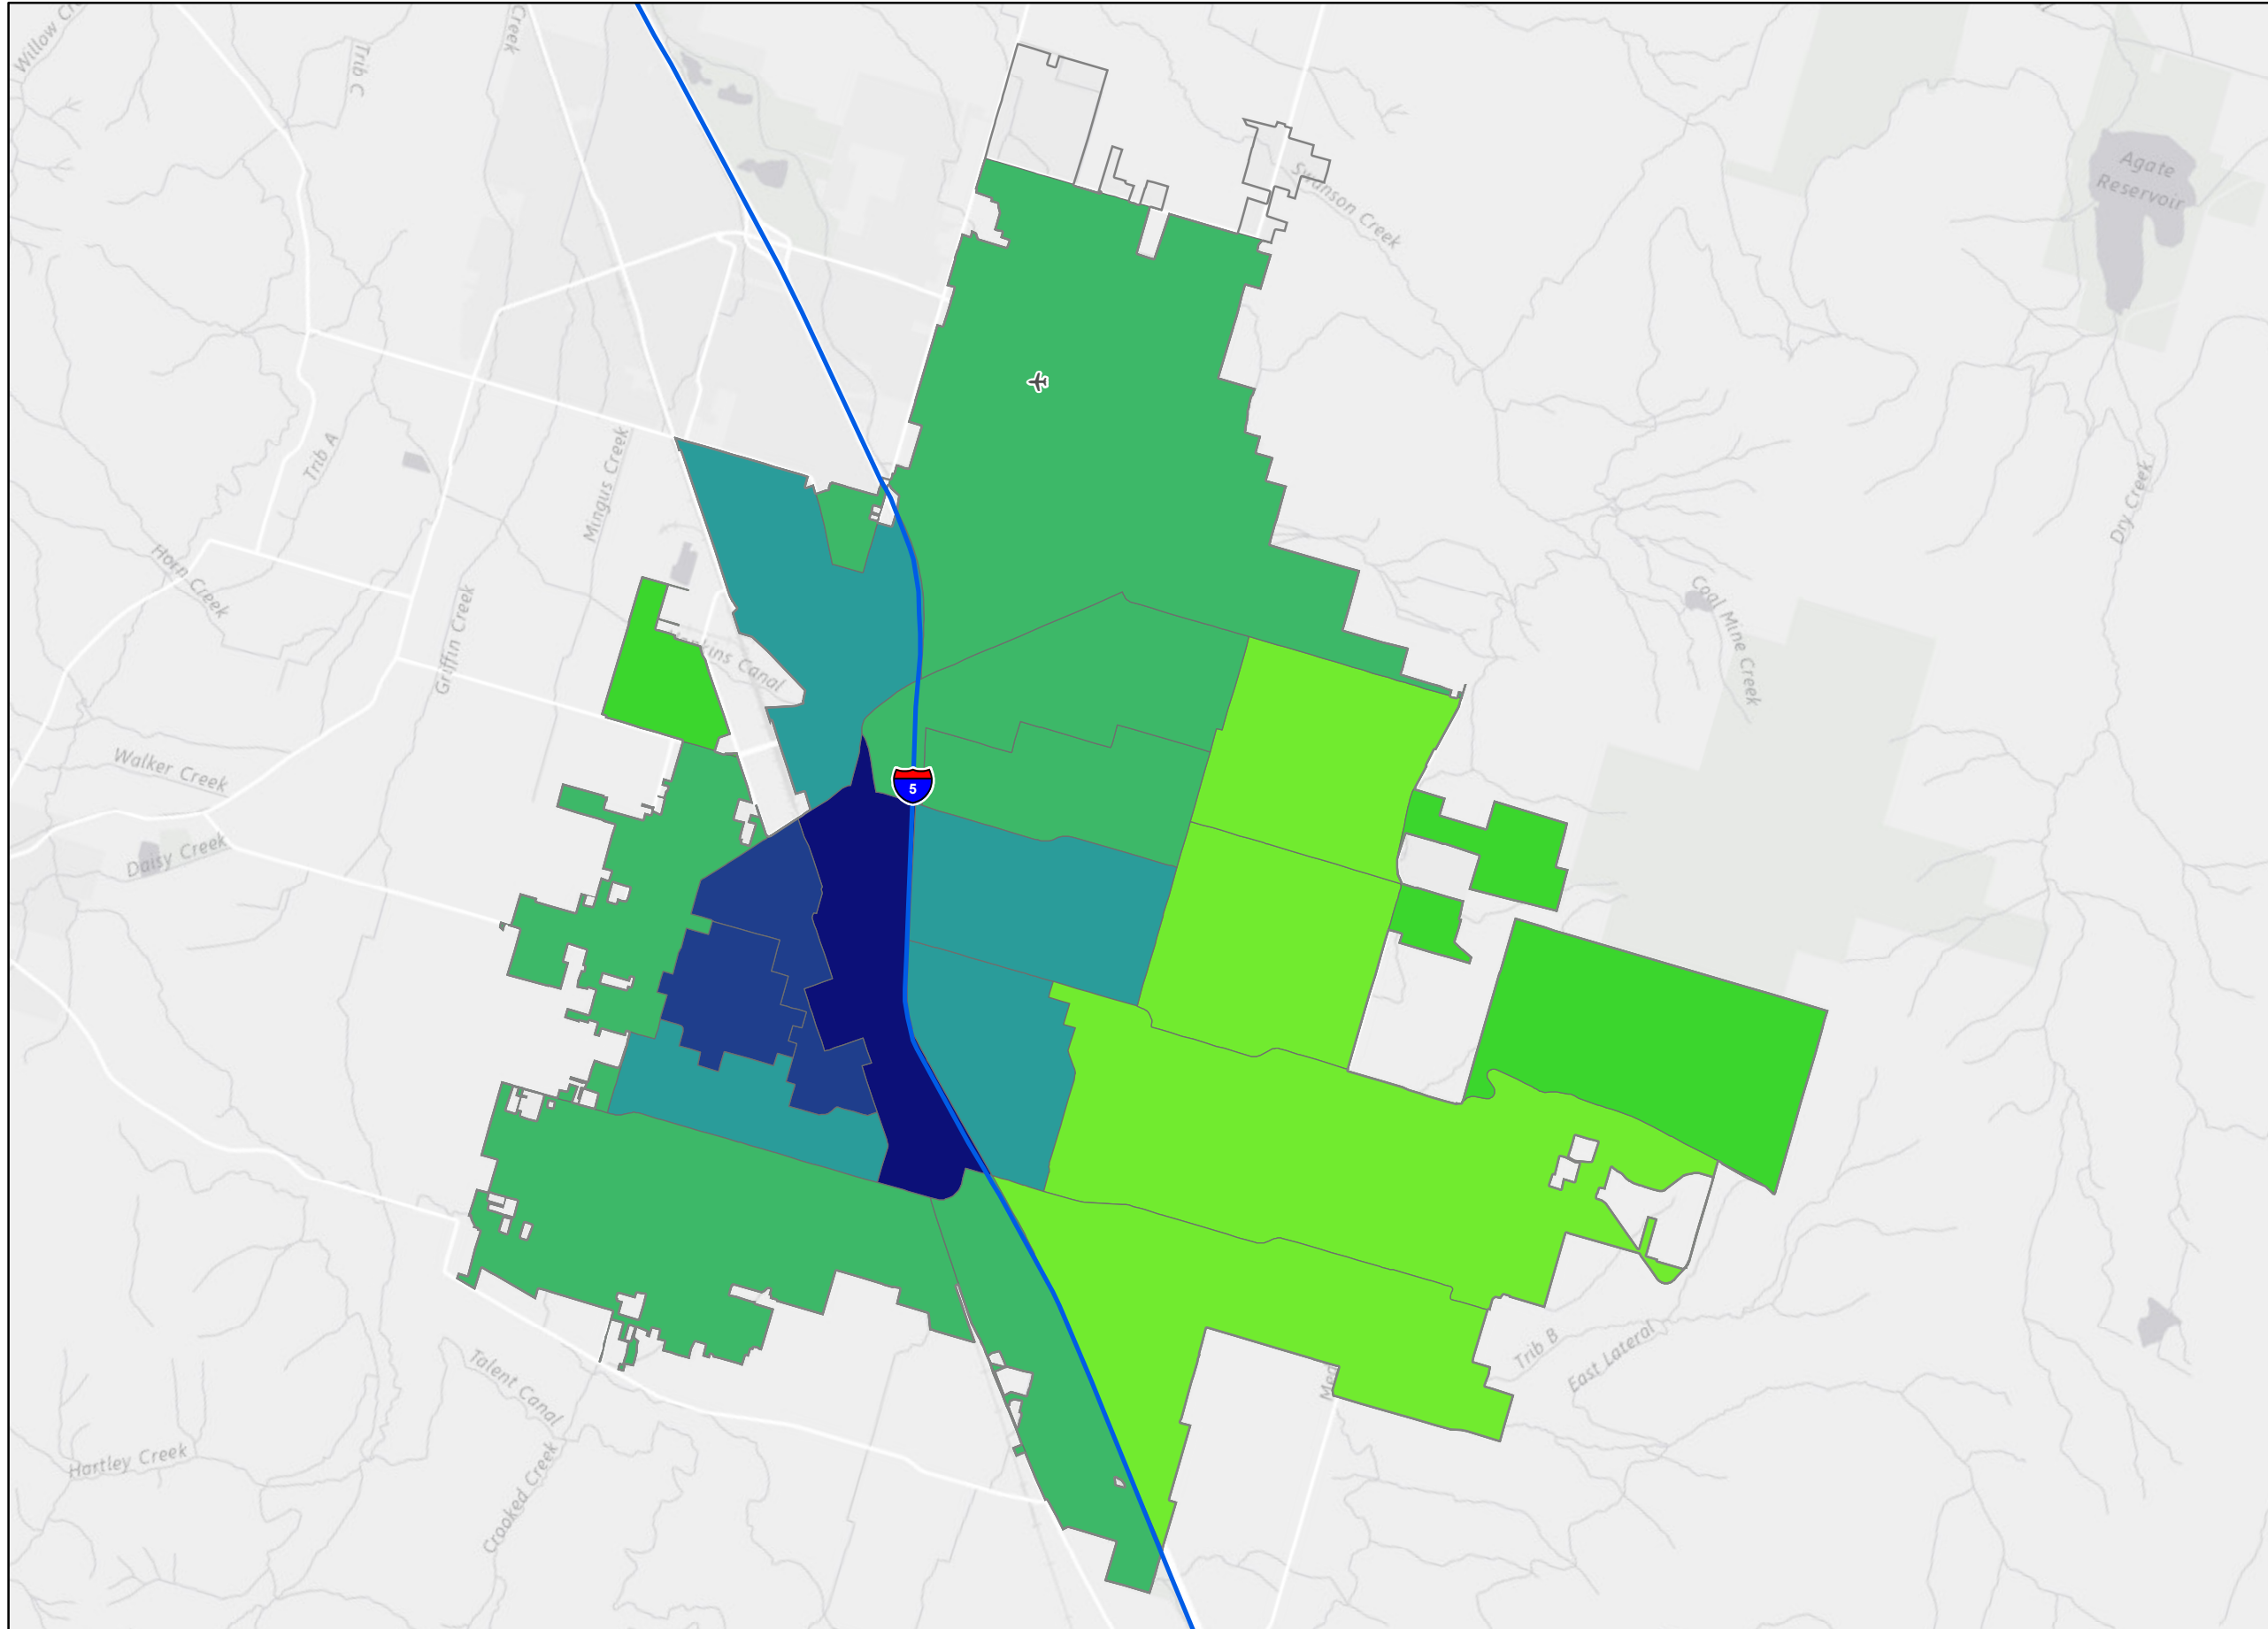 Willow
Trib C
Creek
Agate
Reservoir
Swanson Creek
Trib A
Mingus Creek
Dry Creek
Horn Creek
Griffin Creek
Coal Mine Creek
Canal
Walker Creek
5
Daisy Creek
Trib B
East Lateral
Talent Canal
Hartley Creek
Crooked Creek